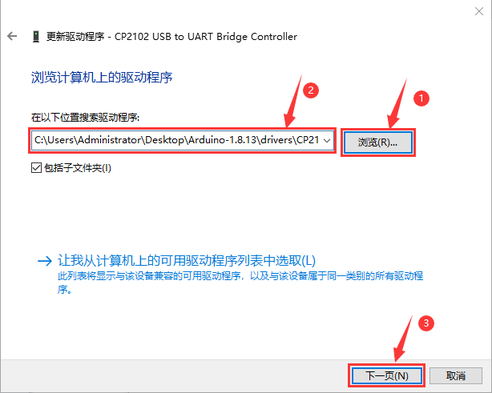 更新驱动程序 - CP2102 USB to UART Bridge Controller
浏览计算机上的驱动程序
2
1
在以下位置搜索驱动程序:
C:\Users\Administrator\Desktop\Arduino-1.8.13\drivers\CP21
浏览(R)...
包括子文件夹(I)
让我从计算机上的可用驱动程序列表中选取(L)
此列表将显示与该设备兼容的可用驱动程序，以及与该设备属于同一类别的所有驱动程
序。
3
下一页(N)
取消